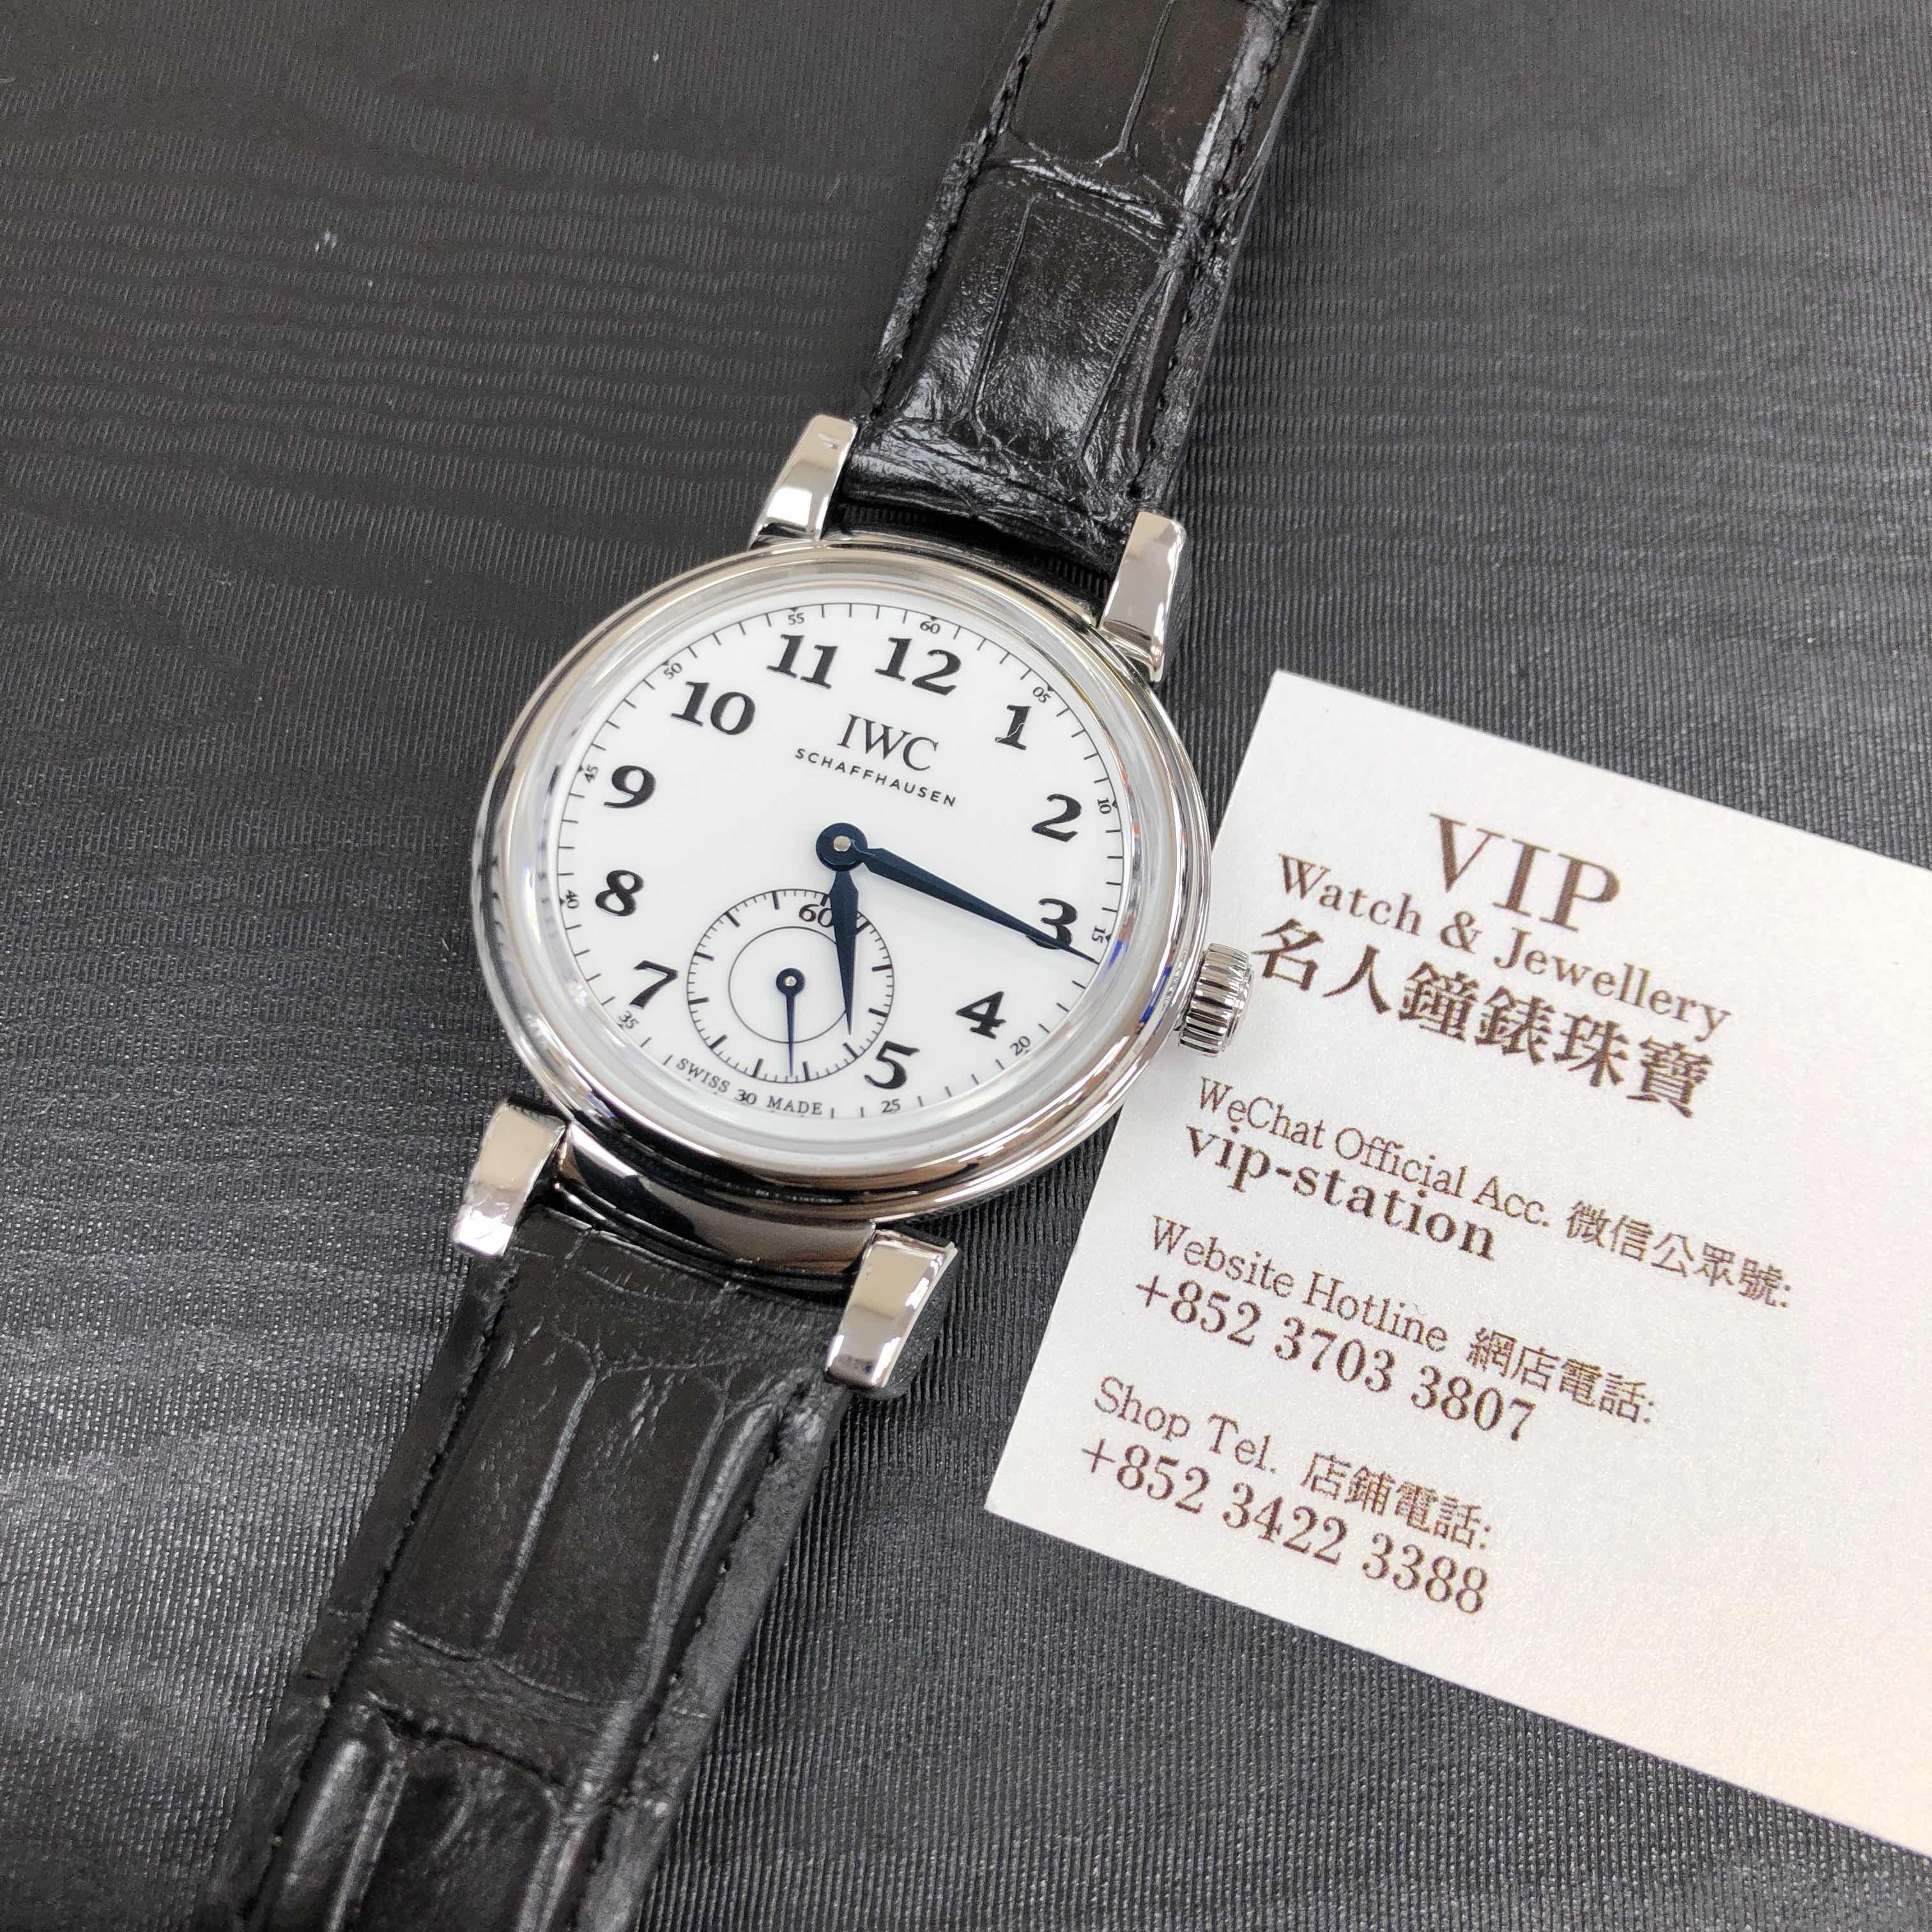 60
55
05
11 12 1
50
10
IWC
SCHAFFHAUSEN
2
10
45
9
3
15
40
8
60
7
4
20
35
5
25
SWISS 30 MADE
VIP
Watch & Jewellery
名人鐘錶珠寶
WeChat Official Acc. 微信公眾號:
vip-station
Website Hotline 網店電話:
+852 3703 3807
Shop Tel. 店鋪電話:
+852 3422 3388